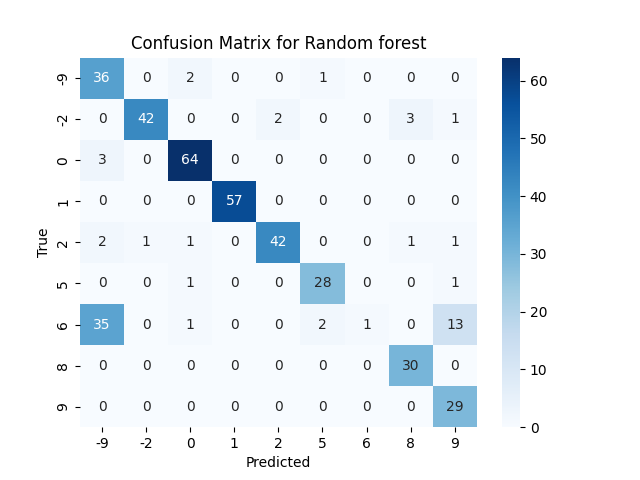 Confusion Matrix for Random forest
-9 36 0 2 0 0 1 0 0 0
-2 0 42 0 0 2 0 0 3 1
0 3 0 64 0 0 0 0 0 0
1 0 0 0 57 0 0 0 0 0
2 2 1 1 0 42 0 0 1 1
5 0 0 1 0 0 28 0 0 1
6 35 0 1 0 0 2 1 0 13
8 0 0 0 0 0 0 0 30 0
9 0 0 0 0 0 0 0 0 29
-9 -2 0 1 2 5 6 8 9
Predicted
True
60
50
40
30
20
10
0